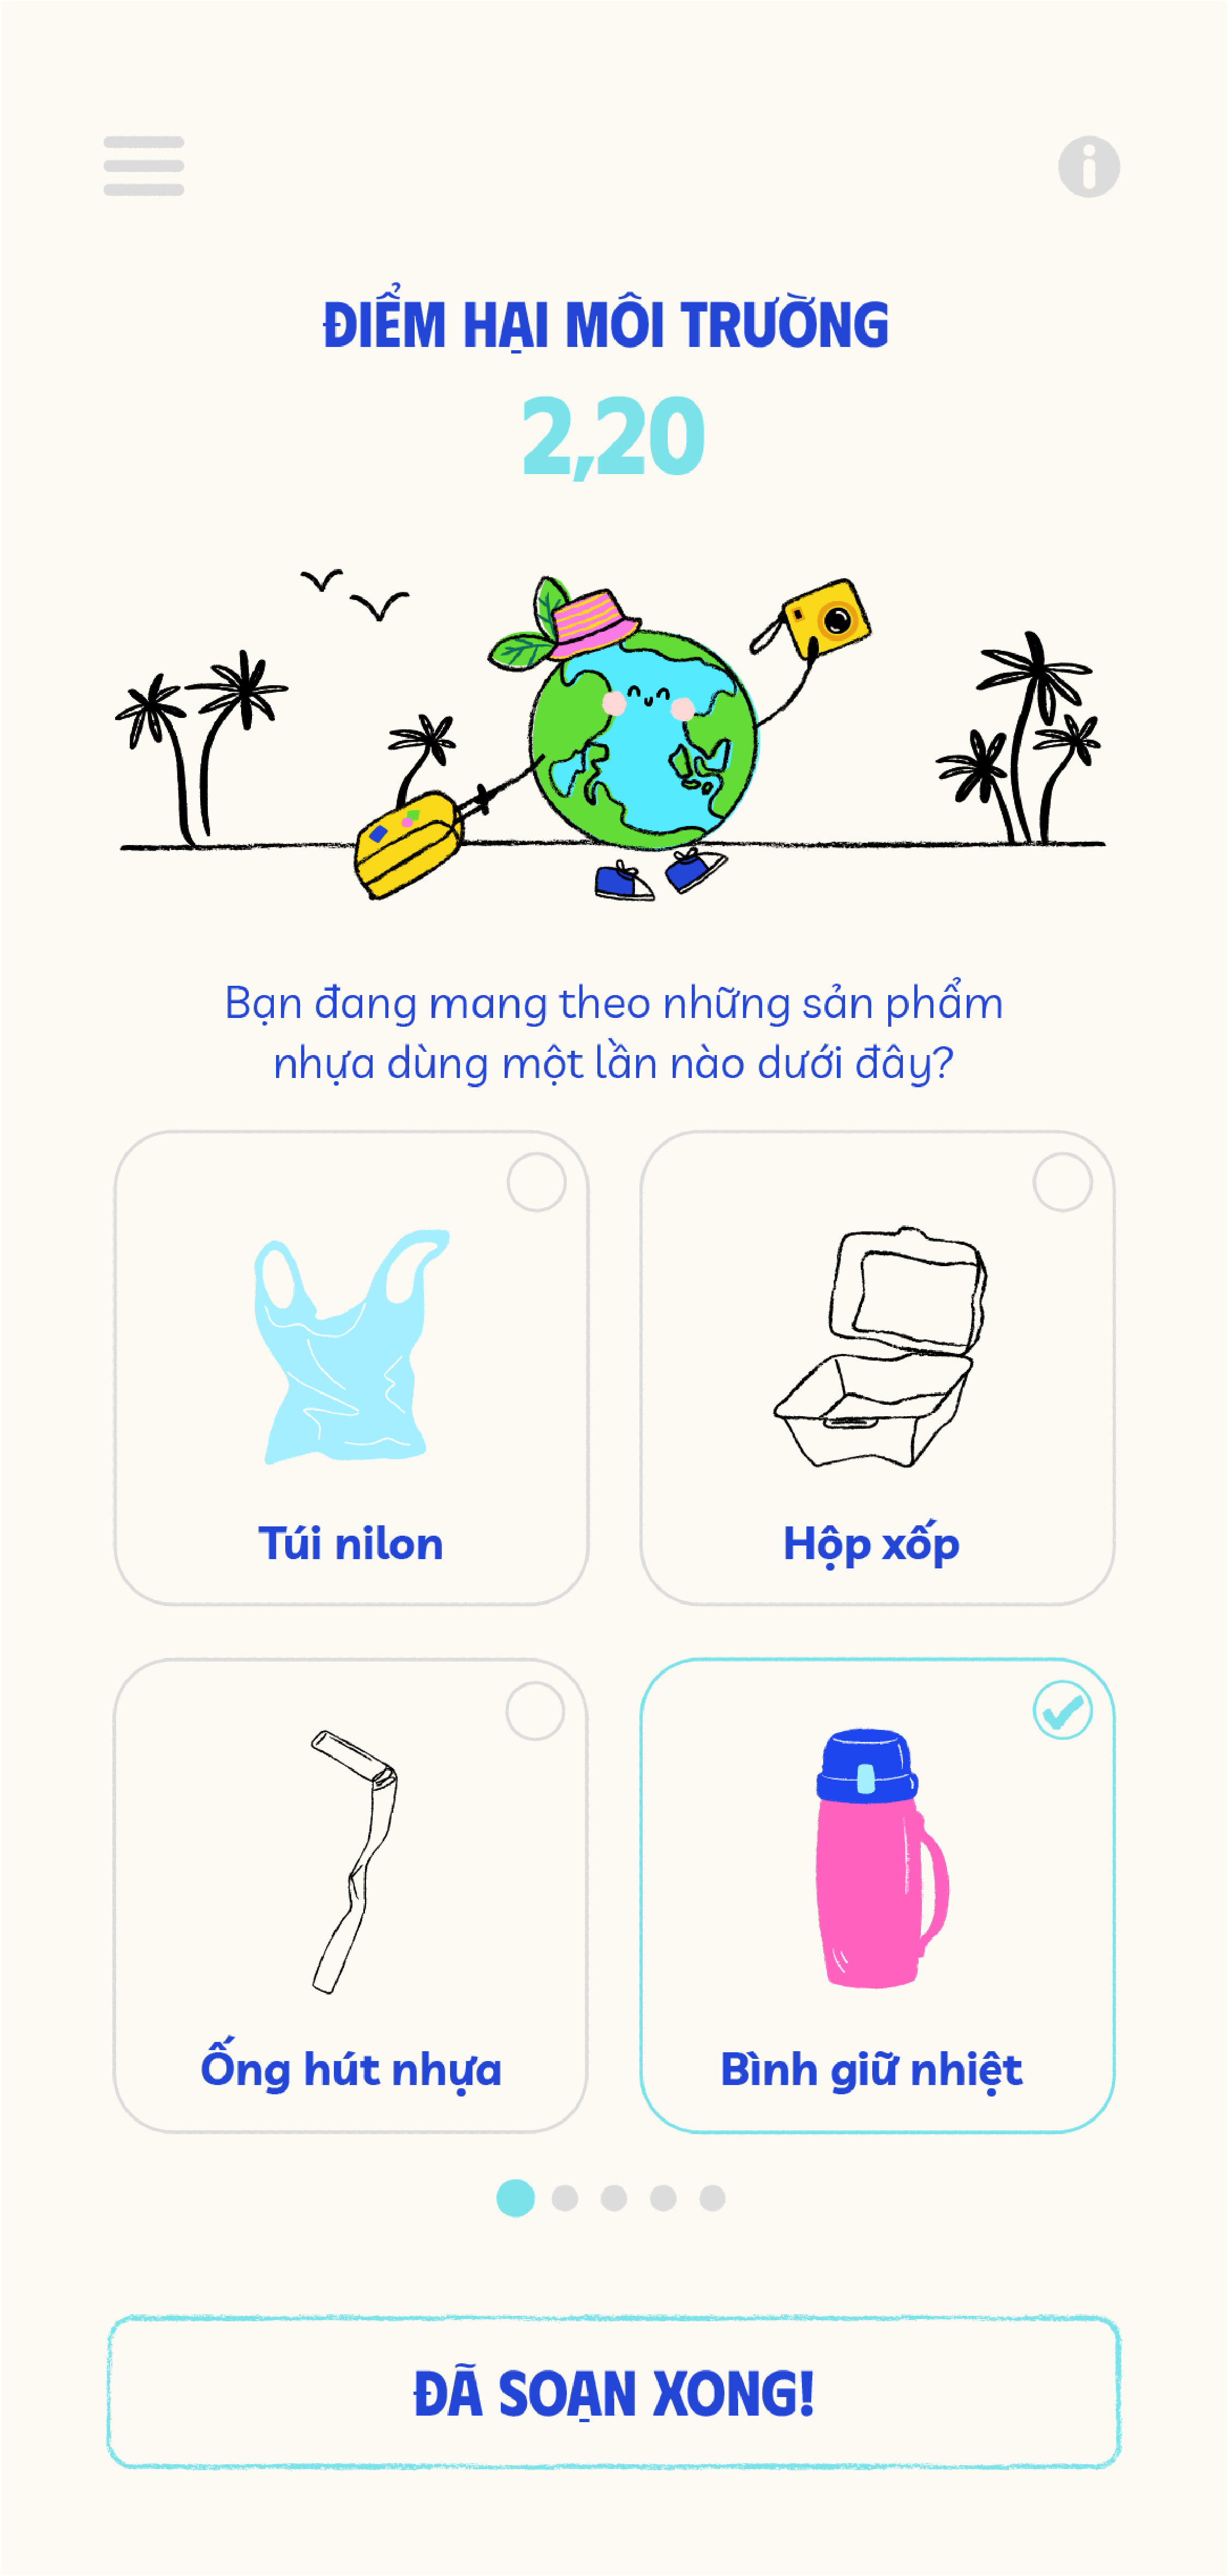 ĐIỂM HẠI MÔI TRƯỜNG
2,20
Bạn đang mang theo những sản phẩm
nhựa dùng một lần nào dưới đây?
Túi nilon
Hộp xốp
Ống hút nhựa
Bình giữ nhiệt
ĐÃ SOẠN XONG!